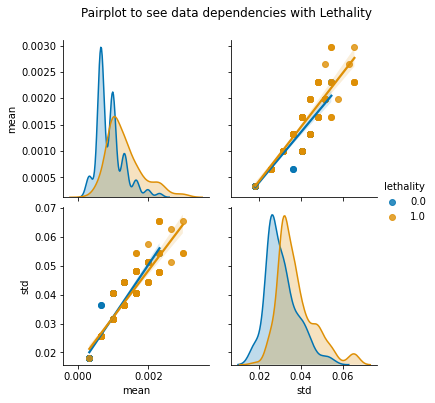 Pairplot to see data dependencies with Lethality
0.0030
0.0025
0.0020
0.0015
0.0010
0.0005
mean
lethality
0.0
1.0
0.07
0.06
0.05
0.04
0.03
0.02
std
0.000 0.002
mean
0.02 0.04 0.06
std